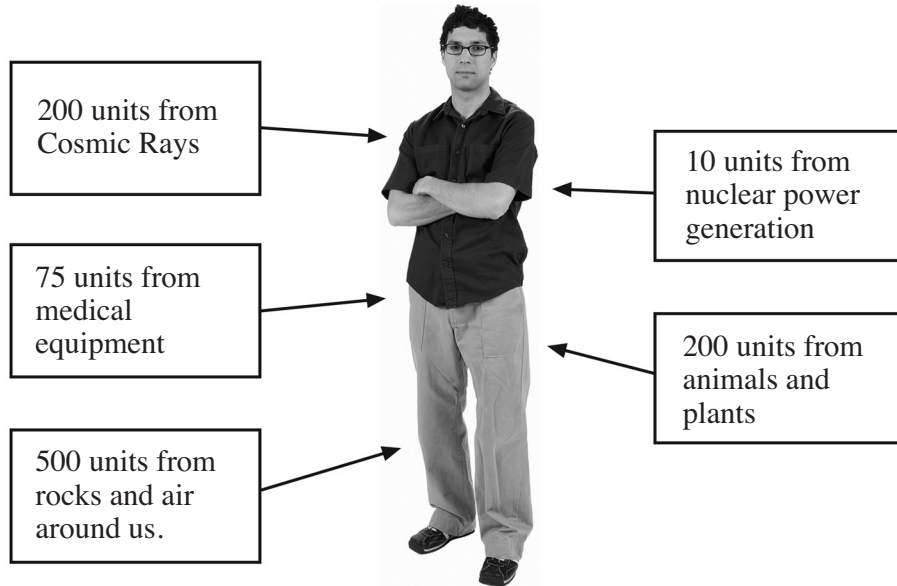 200 units from
Cosmic Rays
75 units from
medical
equipment
500 units from
rocks and air
around us.
10 units from
nuclear power
generation
200 units from
animals and
plants